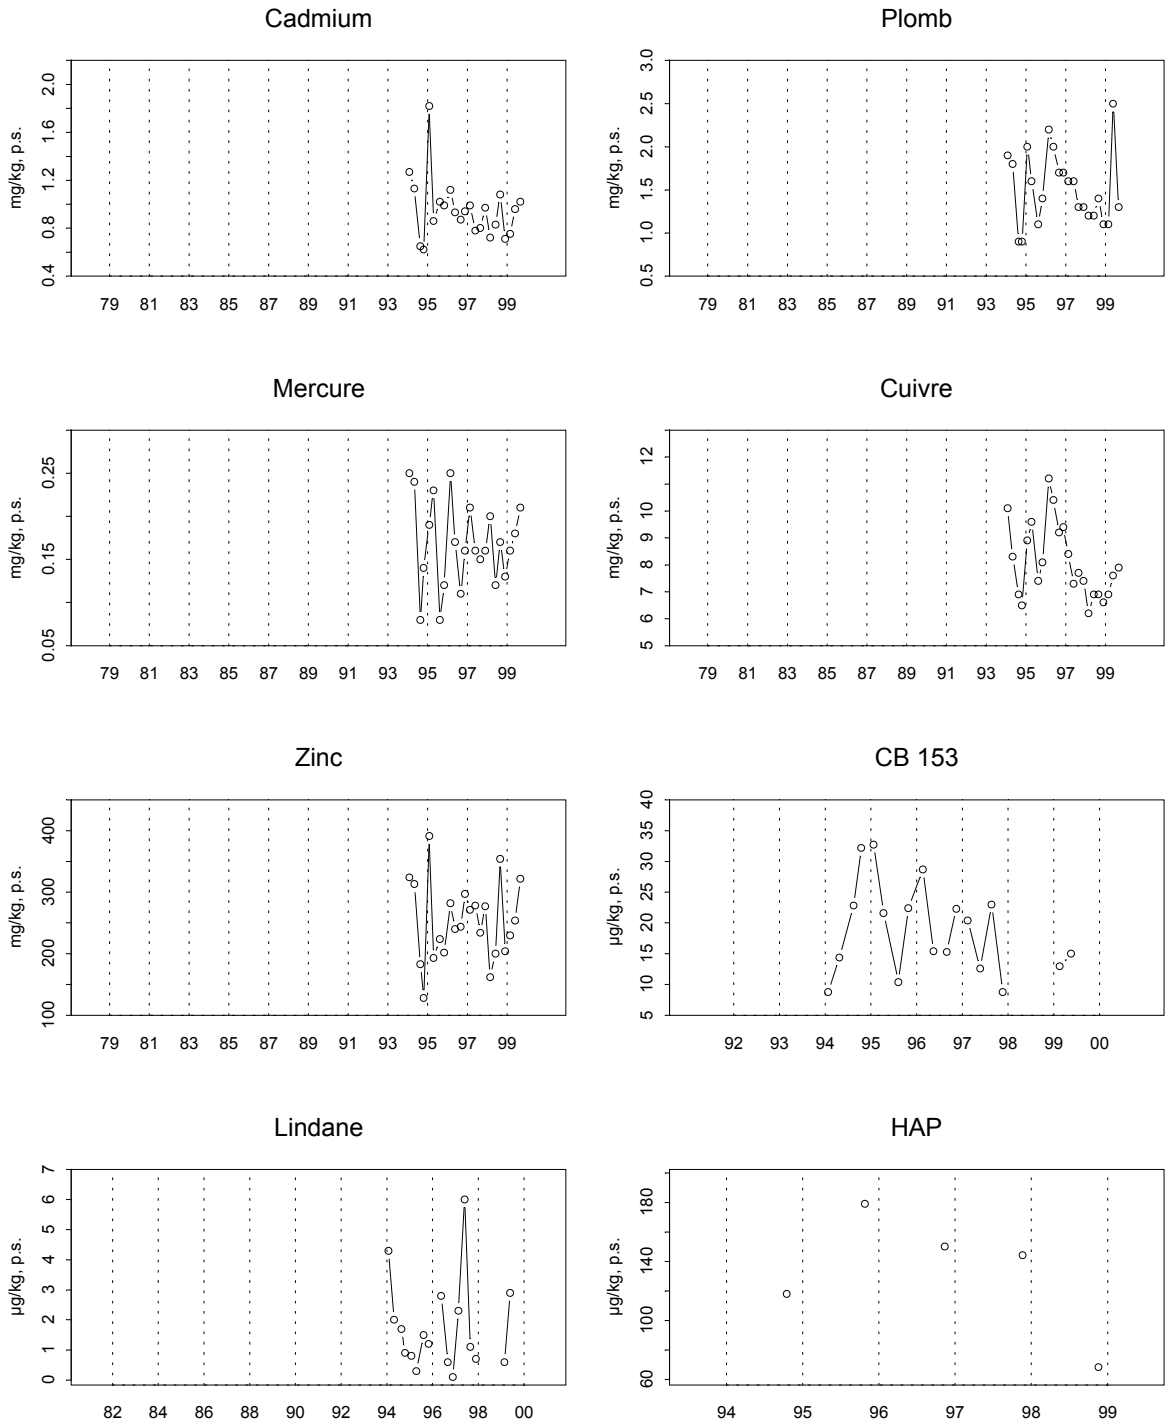 Cadmium
mg/kg, p.s.
0.4 0.8 1.2 1.6 2.0
79 81 83 85 87 89 91 93 95 97 99
Plomb
mg/kg, p.s.
0.5 1.0 1.5 2.0 2.5 3.0
79 81 83 85 87 89 91 93 95 97 99
Mercure
mg/kg, p.s.
0.05 0.15 0.25
79 81 83 85 87 89 91 93 95 97 99
Cuivre
mg/kg, p.s.
5 6 7 8 9 10 12
79 81 83 85 87 89 91 93 95 97 99
Zinc
mg/kg, p.s.
100 200 300 400
79 81 83 85 87 89 91 93 95 97 99
CB 153
µg/kg, p.s.
5 10 15 20 25 30 35 40
92 93 94 95 96 97 98 99 00
Lindane
µg/kg, p.s.
0 1 2 3 4 5 6 7
82 84 86 88 90 92 94 96 98 00
HAP
µg/kg, p.s.
60 100 140 180
94 95 96 97 98 99